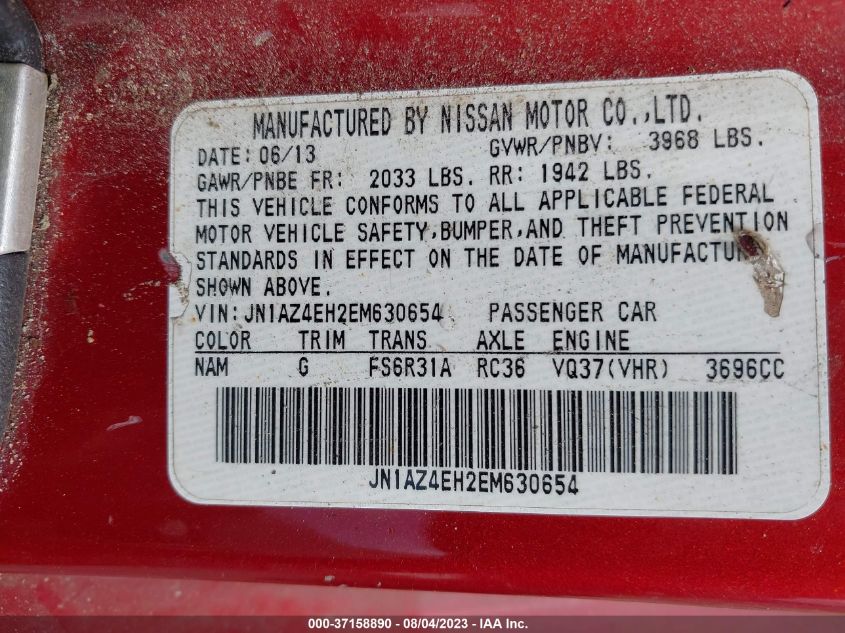 MANUFACTURED BY NISSAN MOTOR CO.,LTD.
DATE: 06/13 GVWR/PNBV: 3968 LBS.
GAWR/PNBE FR: 2033 LBS. RR: 1942 LBS.
THIS VEHICLE CONFORMS TO ALL APPLICABLE FEDERAL
MOTOR VEHICLE SAFETY,BUMPER,AND THEFT PREVENTION
STANDARDS IN EFFECT ON THE DATE OF MANUFACTUR
SHOWN ABOVE.
VIN:JN1AZ4EH2EM630654 PASSENGER CAR
COLOR TRIM TRANS AXLE ENGINE
NAM G FS6R31A RC36 VQ37(VHR) 3696CC
JN1AZ4EH2EM630654
000-37158890 - 08/04/2023 - IAA Inc.